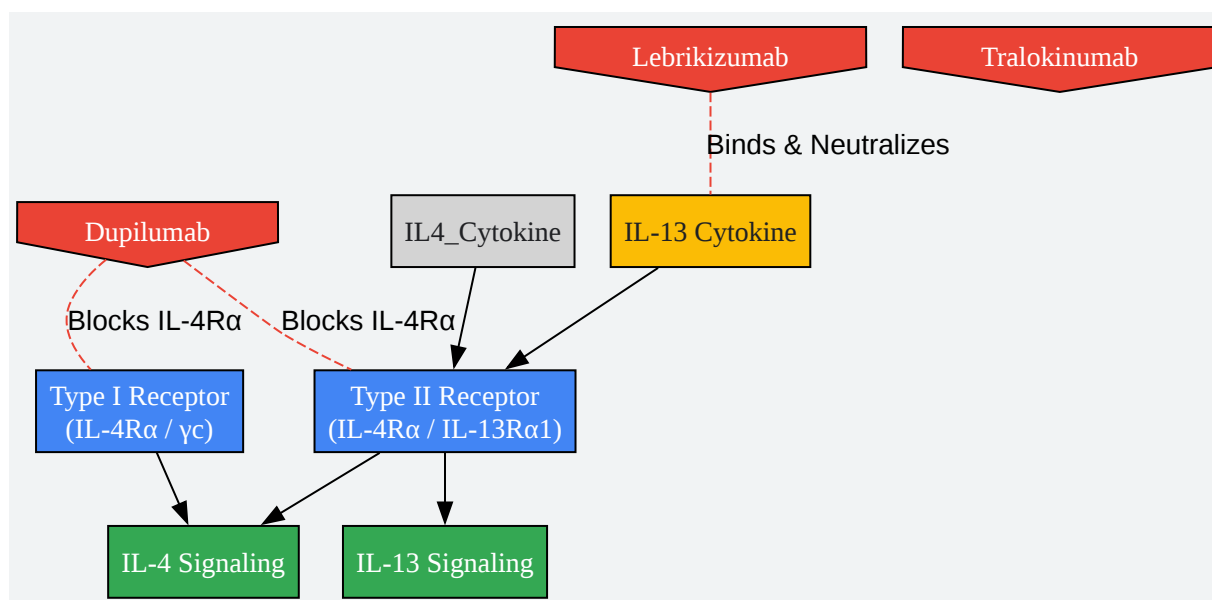 Lebrikizumab
Tralokinumab
Binds & Neutralizes
Dupilumab
IL4_Cytokine
IL-13 Cytokine
Blocks IL-4Rα
Blocks IL-4Rα
Type I Receptor
(IL-4Rα / γc)
Type II Receptor
(IL-4Rα / IL-13Rα1)
IL-4 Signaling
IL-13 Signaling